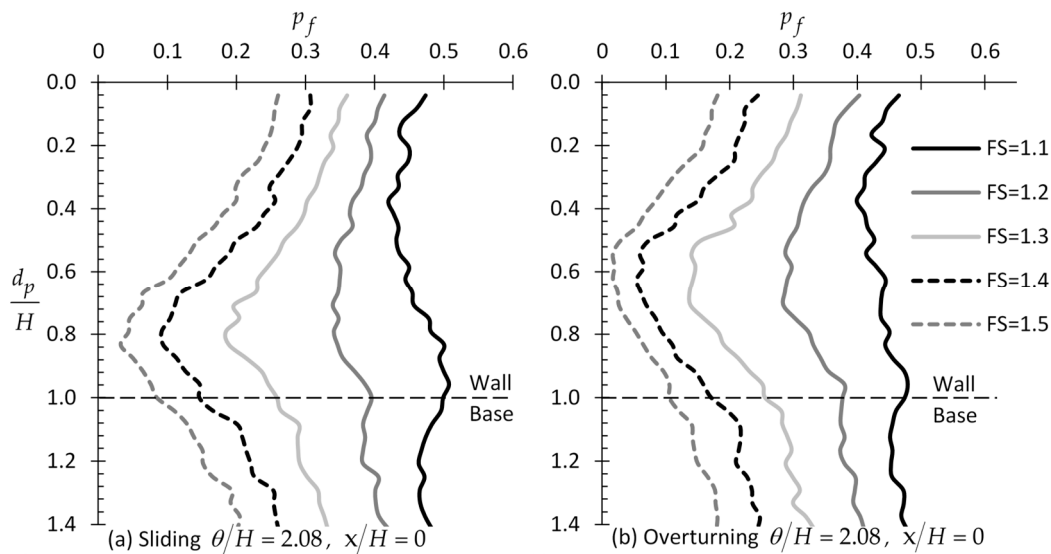 p_f
p_f
0 0.1 0.2 0.3 0.4 0.5 0.6
0 0.1 0.2 0.3 0.4 0.5 0.6
0.0
0.2
0.4
0.6
0.8
1.0
1.2
1.4
d_p
H
Wall
Base
(a) Sliding θ/H = 2.08, x/H = 0
0.0
0.2
0.4
0.6
0.8
1.0
1.2
1.4
FS=1.1
FS=1.2
FS=1.3
FS=1.4
FS=1.5
Wall
Base
(b) Overturning θ/H = 2.08, x/H = 0